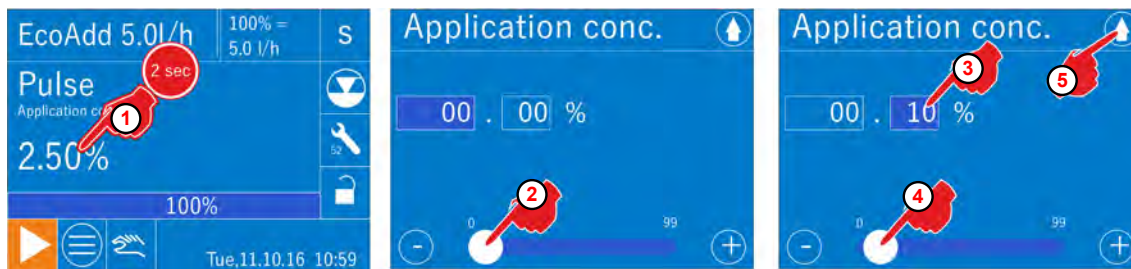 EcoAdd 5.0l/h
100% =
5.0 l/h
S
Pulse
2 sec
Application
1
2.50%
52
100%
Tue,11.10.16 10:59
Application conc.
00 . 00 %
2
0 99
- +
Application conc.
3
5
00 . 10 %
4
0 99
- +